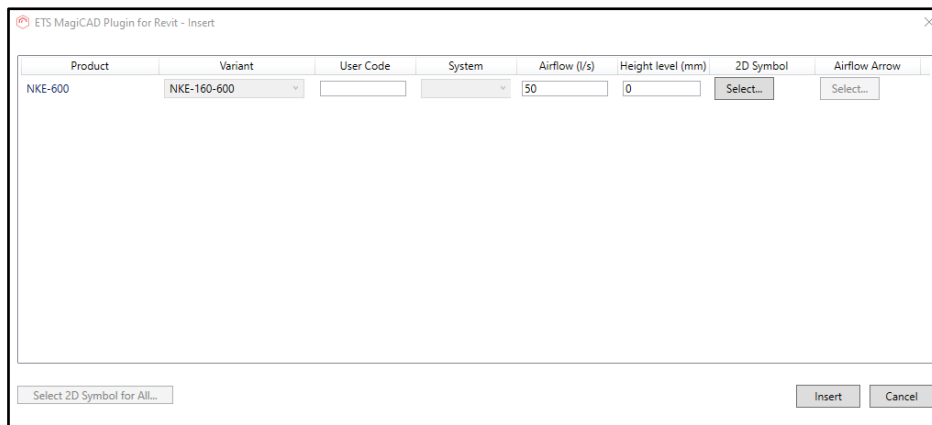 ETS MagiCAD Plugin for Revit - Insert
Product Variant User Code System Airflow (l/s) Height level (mm) 2D Symbol Airflow Arrow
NKE-600 NKE-160-600 50 0 Select... Select...
Select 2D Symbol for All... Insert Cancel